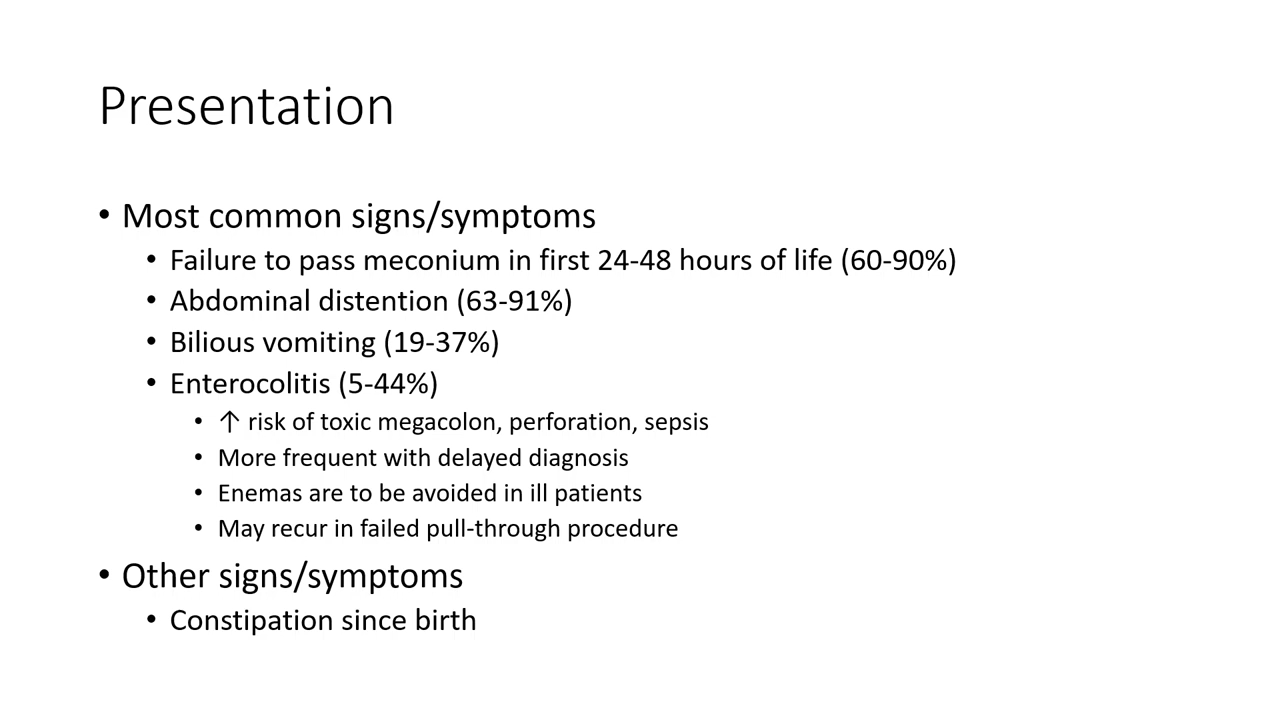 Presentation
• Most common signs/symptoms
• Failure to pass meconium in first 24-48 hours of life (60-90%)
• Abdominal distention (63-91%)
• Bilious vomiting (19-37%)
• Enterocolitis (5-44%)
• ↑ risk of toxic megacolon, perforation, sepsis
• More frequent with delayed diagnosis
• Enemas are to be avoided in ill patients
• May recur in failed pull-through procedure
• Other signs/symptoms
• Constipation since birth